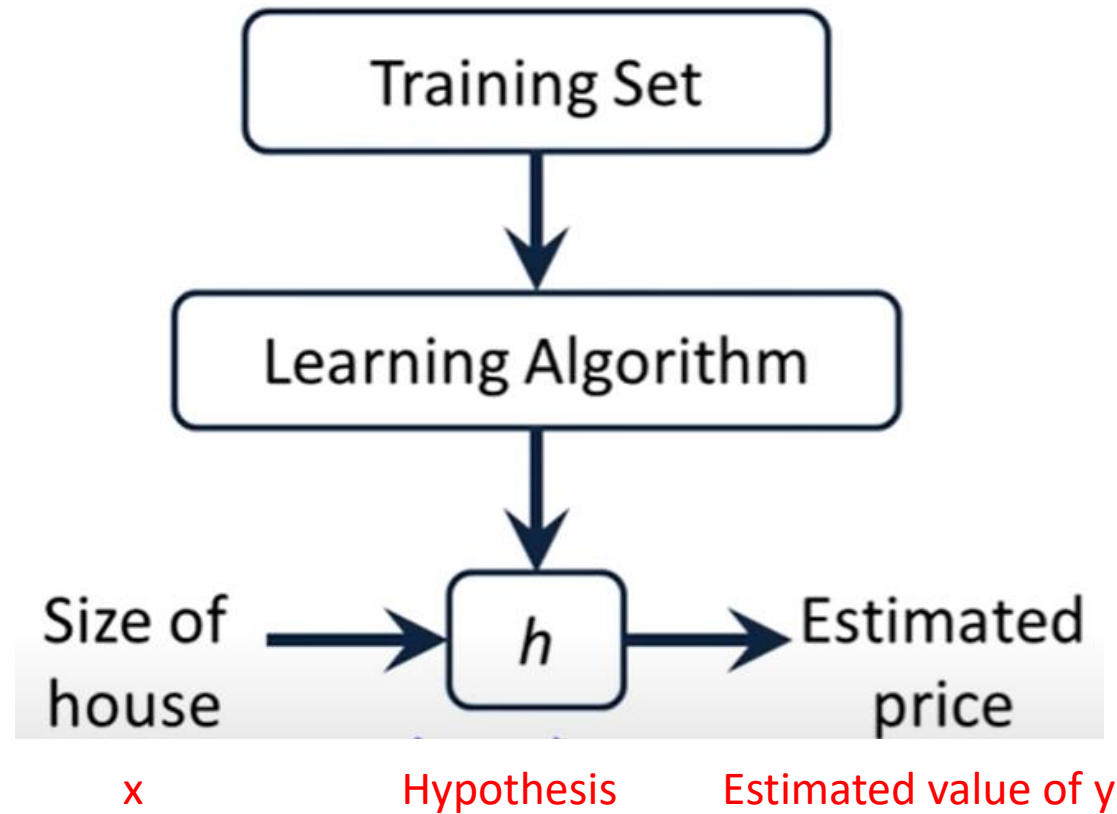 Training Set
Learning Algorithm
Size of
house
h
Estimated
price
x
Hypothesis
Estimated value of y